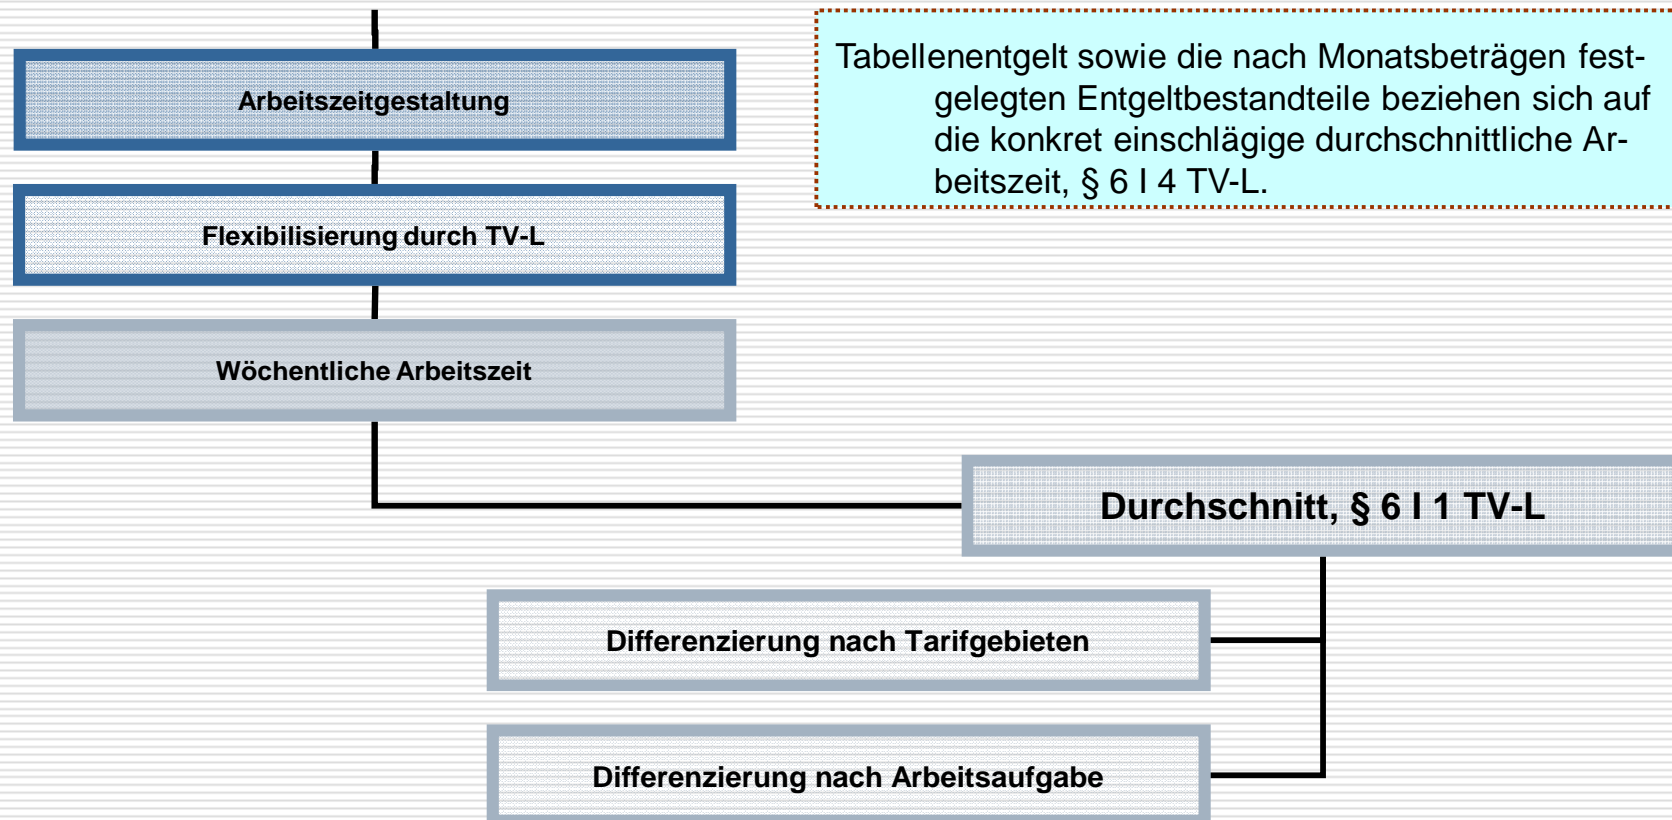 Arbeitszeitgestaltung
Tabellenentgelt sowie die nach Monatsbeträgen fest-
gelegten Entgeltbestandteile beziehen sich auf
die konkret einschlägige durchschnittliche Ar-
beitszeit, § 6 I 4 TV-L.
Flexibilisierung durch TV-L
Wöchentliche Arbeitszeit
Durchschnitt, § 6 I 1 TV-L
Differenzierung nach Tarifgebieten
Differenzierung nach Arbeitsaufgabe